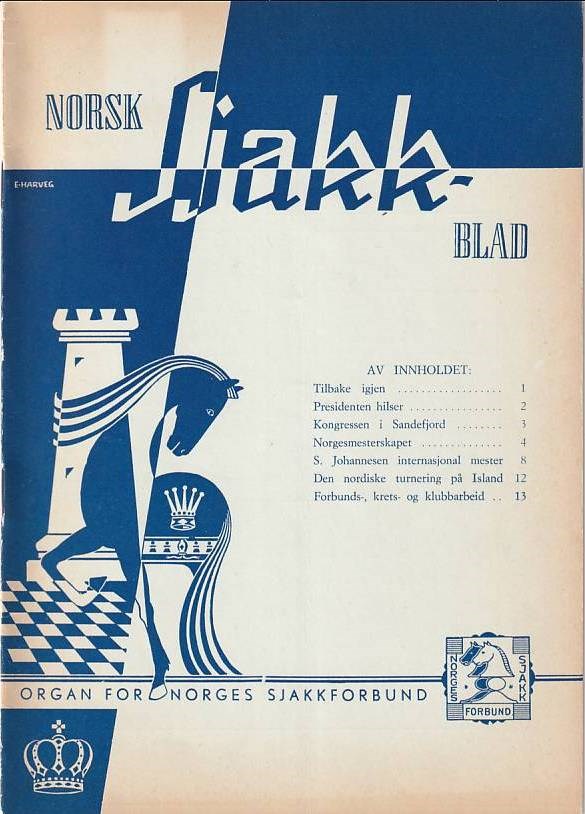 NORSK
Sjakk-
BLAD
E·HARVEG
AV INNHOLDET:
Tilbake igjen .................. 1
Presidenten hilser ................ 2
Kongressen i Sandefjord ........ 3
Norgesmesterskapet .............. 4
S. Johannesen internasjonal mester 8
Den nordiske turnering på Island 12
Forbunds-, krets- og klubbarbeid .. 13
ORGAN FOR NORGES SJAKKFORBUND
NORGES
SJAKK
FORBUND